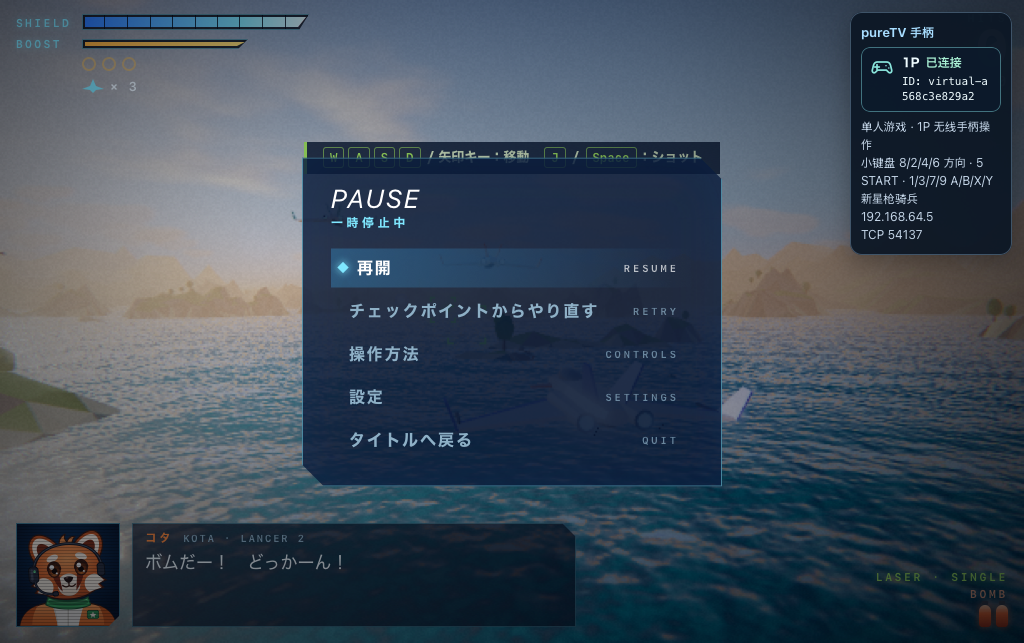 SHIELD
BOOST
× 3
W A S D / 矢印キー：移動 J / Space ：ショット
PAUSE
一時停止中
再開 RESUME
チェックポイントからやり直す RETRY
操作方法 CONTROLS
設定 SETTINGS
タイトルへ戻る QUIT
pureTV 手柄
1P 已连接
ID: virtual-a
568c3e829a2
单人游戏 · 1P 无线手柄操
作
小键盘 8/2/4/6 方向 · 5
START · 1/3/7/9 A/B/X/Y
新星枪骑兵
192.168.64.5
TCP 54137
コタ KOTA · LANCER 2
ボムだー！ どっかーん！
LASER · SINGLE
BOMB